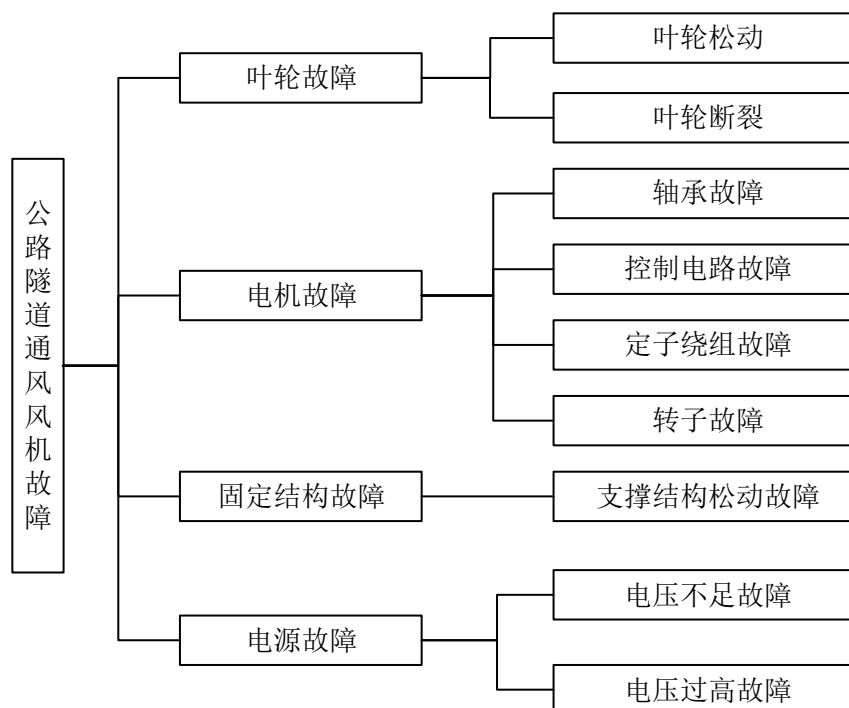 公路隧道通风风机故障
叶轮故障
叶轮松动
叶轮断裂
电机故障
轴承故障
控制电路故障
定子绕组故障
转子故障
固定结构故障
支撑结构松动故障
电源故障
电压不足故障
电压过高故障